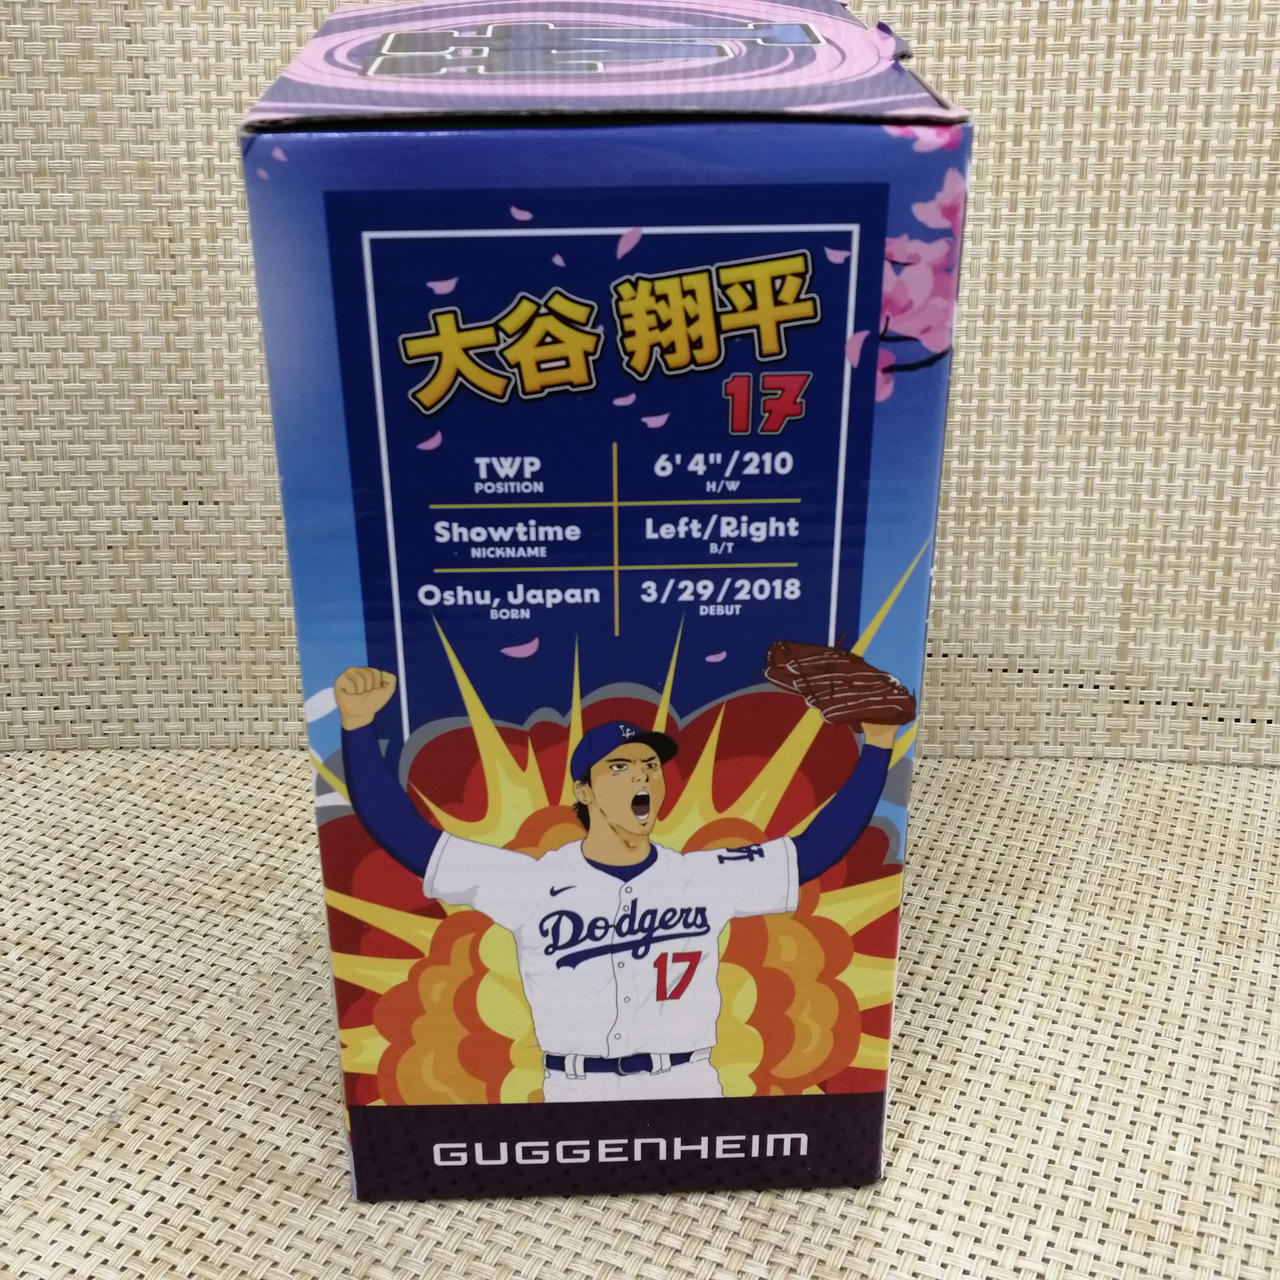 大谷 翔平
17
TWP
POSITION
6'4"/210
H/W
Showtime
NICKNAME
Left/Right
B/T
Oshu, Japan
BORN
3/29/2018
DEBUT
LA
Dodgers
17
GUGGENHEIM